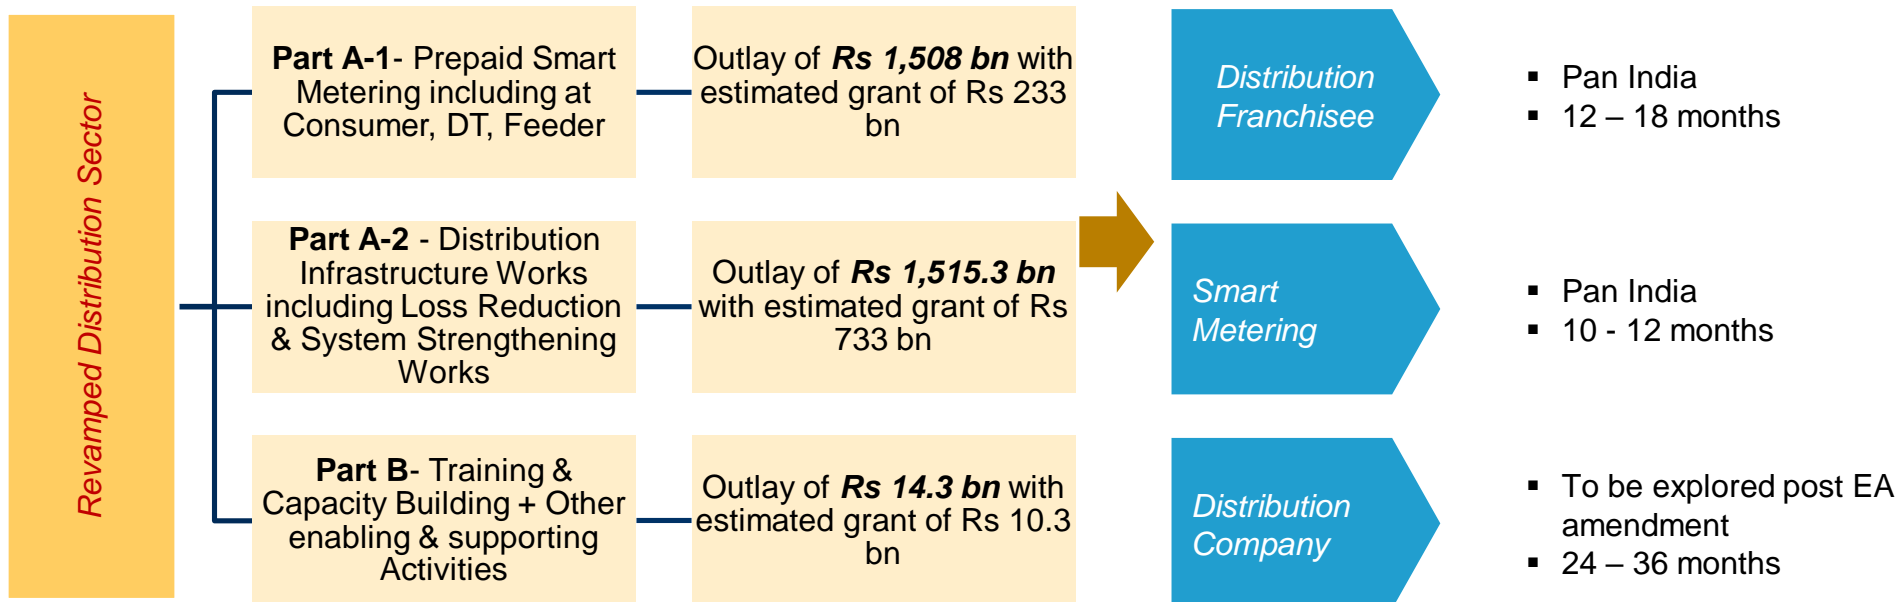 Revamped Distribution Sector
Part A-1- Prepaid Smart
Metering including at
Consumer, DT, Feeder
Outlay of Rs 1,508 bn with
estimated grant of Rs 233
bn
Part A-2 - Distribution
Infrastructure Works
including Loss Reduction
& System Strengthening
Works
Outlay of Rs 1,515.3 bn
with estimated grant of Rs
733 bn
Part B- Training &
Capacity Building + Other
enabling & supporting
Activities
Outlay of Rs 14.3 bn with
estimated grant of Rs 10.3
bn
Distribution
Franchisee
▪ Pan India
▪ 12 – 18 months
Smart
Metering
▪ Pan India
▪ 10 - 12 months
Distribution
Company
▪ To be explored post EA
amendment
▪ 24 – 36 months